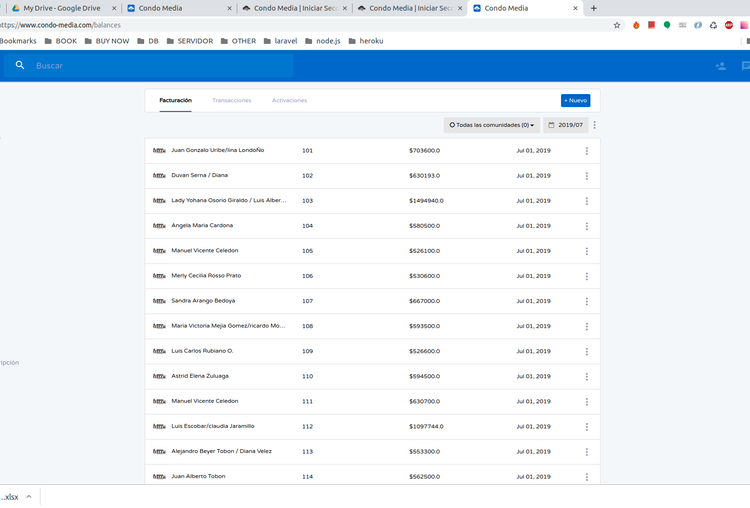 My Drive - Google Drive
Condo Media
Condo Media | Iniciar Sec
Condo Media | Iniciar Sec
Condo Media
https://www.condo-media.com/balances
Bookmarks BOOK BUY NOW DB SERVIDOR OTHER laravel node.js heroku
Buscar
Facturación Transacciones Activaciones + Nuevo
Todas las comunidades (0) 2019/07
Juan Gonzalo Uribe/lina LondoÑo 101 $703600.0 Jul 01, 2019
Duvan Serna / Diana 102 $630193.0 Jul 01, 2019
Lady Yohana Osorio Giraldo / Luis Alber... 103 $1494940.0 Jul 01, 2019
Angela Maria Cardona 104 $580500.0 Jul 01, 2019
Manuel Vicente Celedon 105 $526100.0 Jul 01, 2019
Merly Cecilia Rosso Prato 106 $530600.0 Jul 01, 2019
Sandra Arango Bedoya 107 $667000.0 Jul 01, 2019
Maria Victoria Mejia Gomez/ricardo Mo... 108 $593500.0 Jul 01, 2019
Luis Carlos Rubiano O. 109 $526600.0 Jul 01, 2019
ripción
Astrid Elena Zuluaga 110 $594500.0 Jul 01, 2019
Manuel Vicente Celedon 111 $630700.0 Jul 01, 2019
Luis Escobar/claudia Jaramillo 112 $1097744.0 Jul 01, 2019
Alejandro Beyer Tobon / Diana Velez 113 $553300.0 Jul 01, 2019
Juan Alberto Tobon 114 $562500.0 Jul 01, 2019
...xlsx